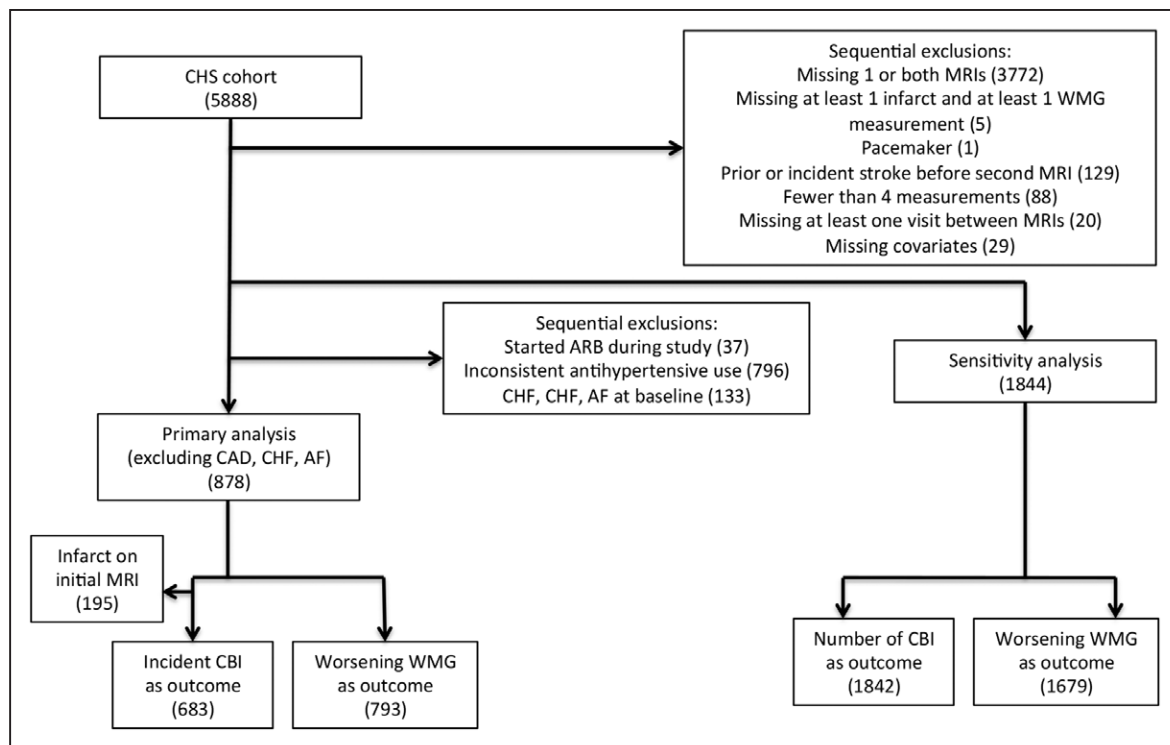 CHS cohort
(5888)
Sequential exclusions:
Missing 1 or both MRIs (3772)
Missing at least 1 infarct and at least 1 WMG
measurement (5)
Pacemaker (1)
Prior or incident stroke before second MRI (129)
Fewer than 4 measurements (88)
Missing at least one visit between MRIs (20)
Missing covariates (29)
Sequential exclusions:
Started ARB during study (37)
Inconsistent antihypertensive use (796)
CHF, CHF, AF at baseline (133)
Sensitivity analysis
(1844)
Primary analysis
(excluding CAD, CHF, AF)
(878)
Infarct on
initial MRI
(195)
Incident CBI
as outcome
(683)
Worsening WMG
as outcome
(793)
Number of CBI
as outcome
(1842)
Worsening WMG
as outcome
(1679)